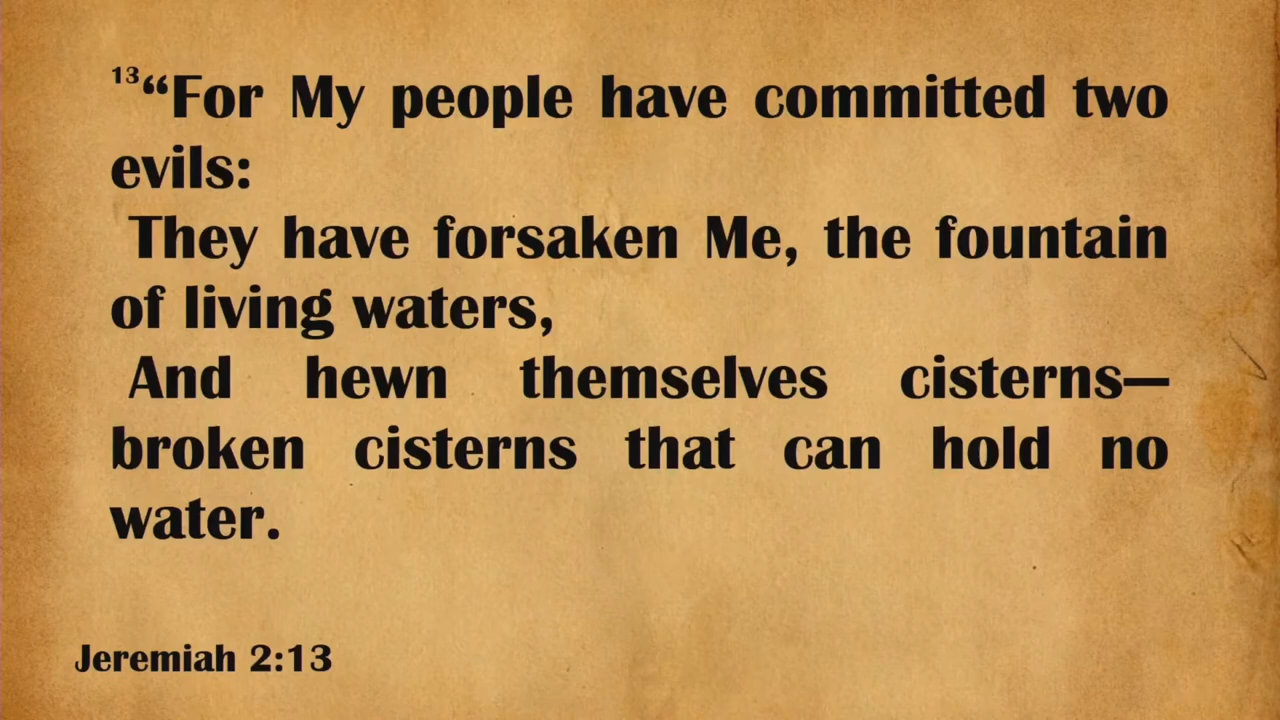 13“For My people have committed two
evils:
They have forsaken Me, the fountain
of living waters,
And hewn themselves cisterns—
broken cisterns that can hold no
water.
Jeremiah 2:13